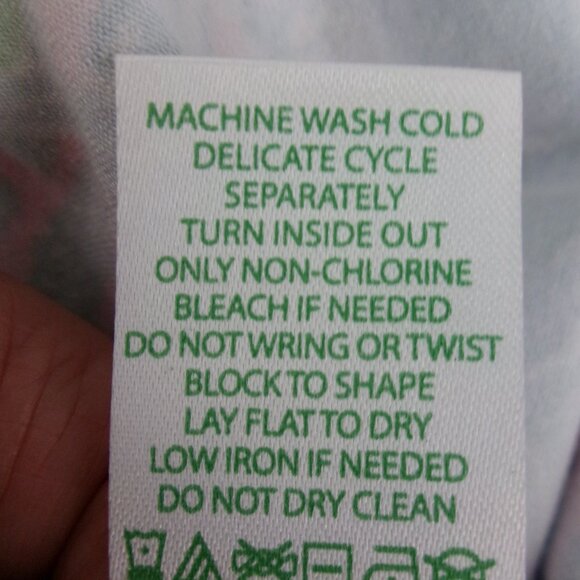 MACHINE WASH COLD
DELICATE CYCLE
SEPARATELY
TURN INSIDE OUT
ONLY NON-CHLORINE
BLEACH IF NEEDED
DO NOT WRING OR TWIST
BLOCK TO SHAPE
LAY FLAT TO DRY
LOW IRON IF NEEDED
DO NOT DRY CLEAN